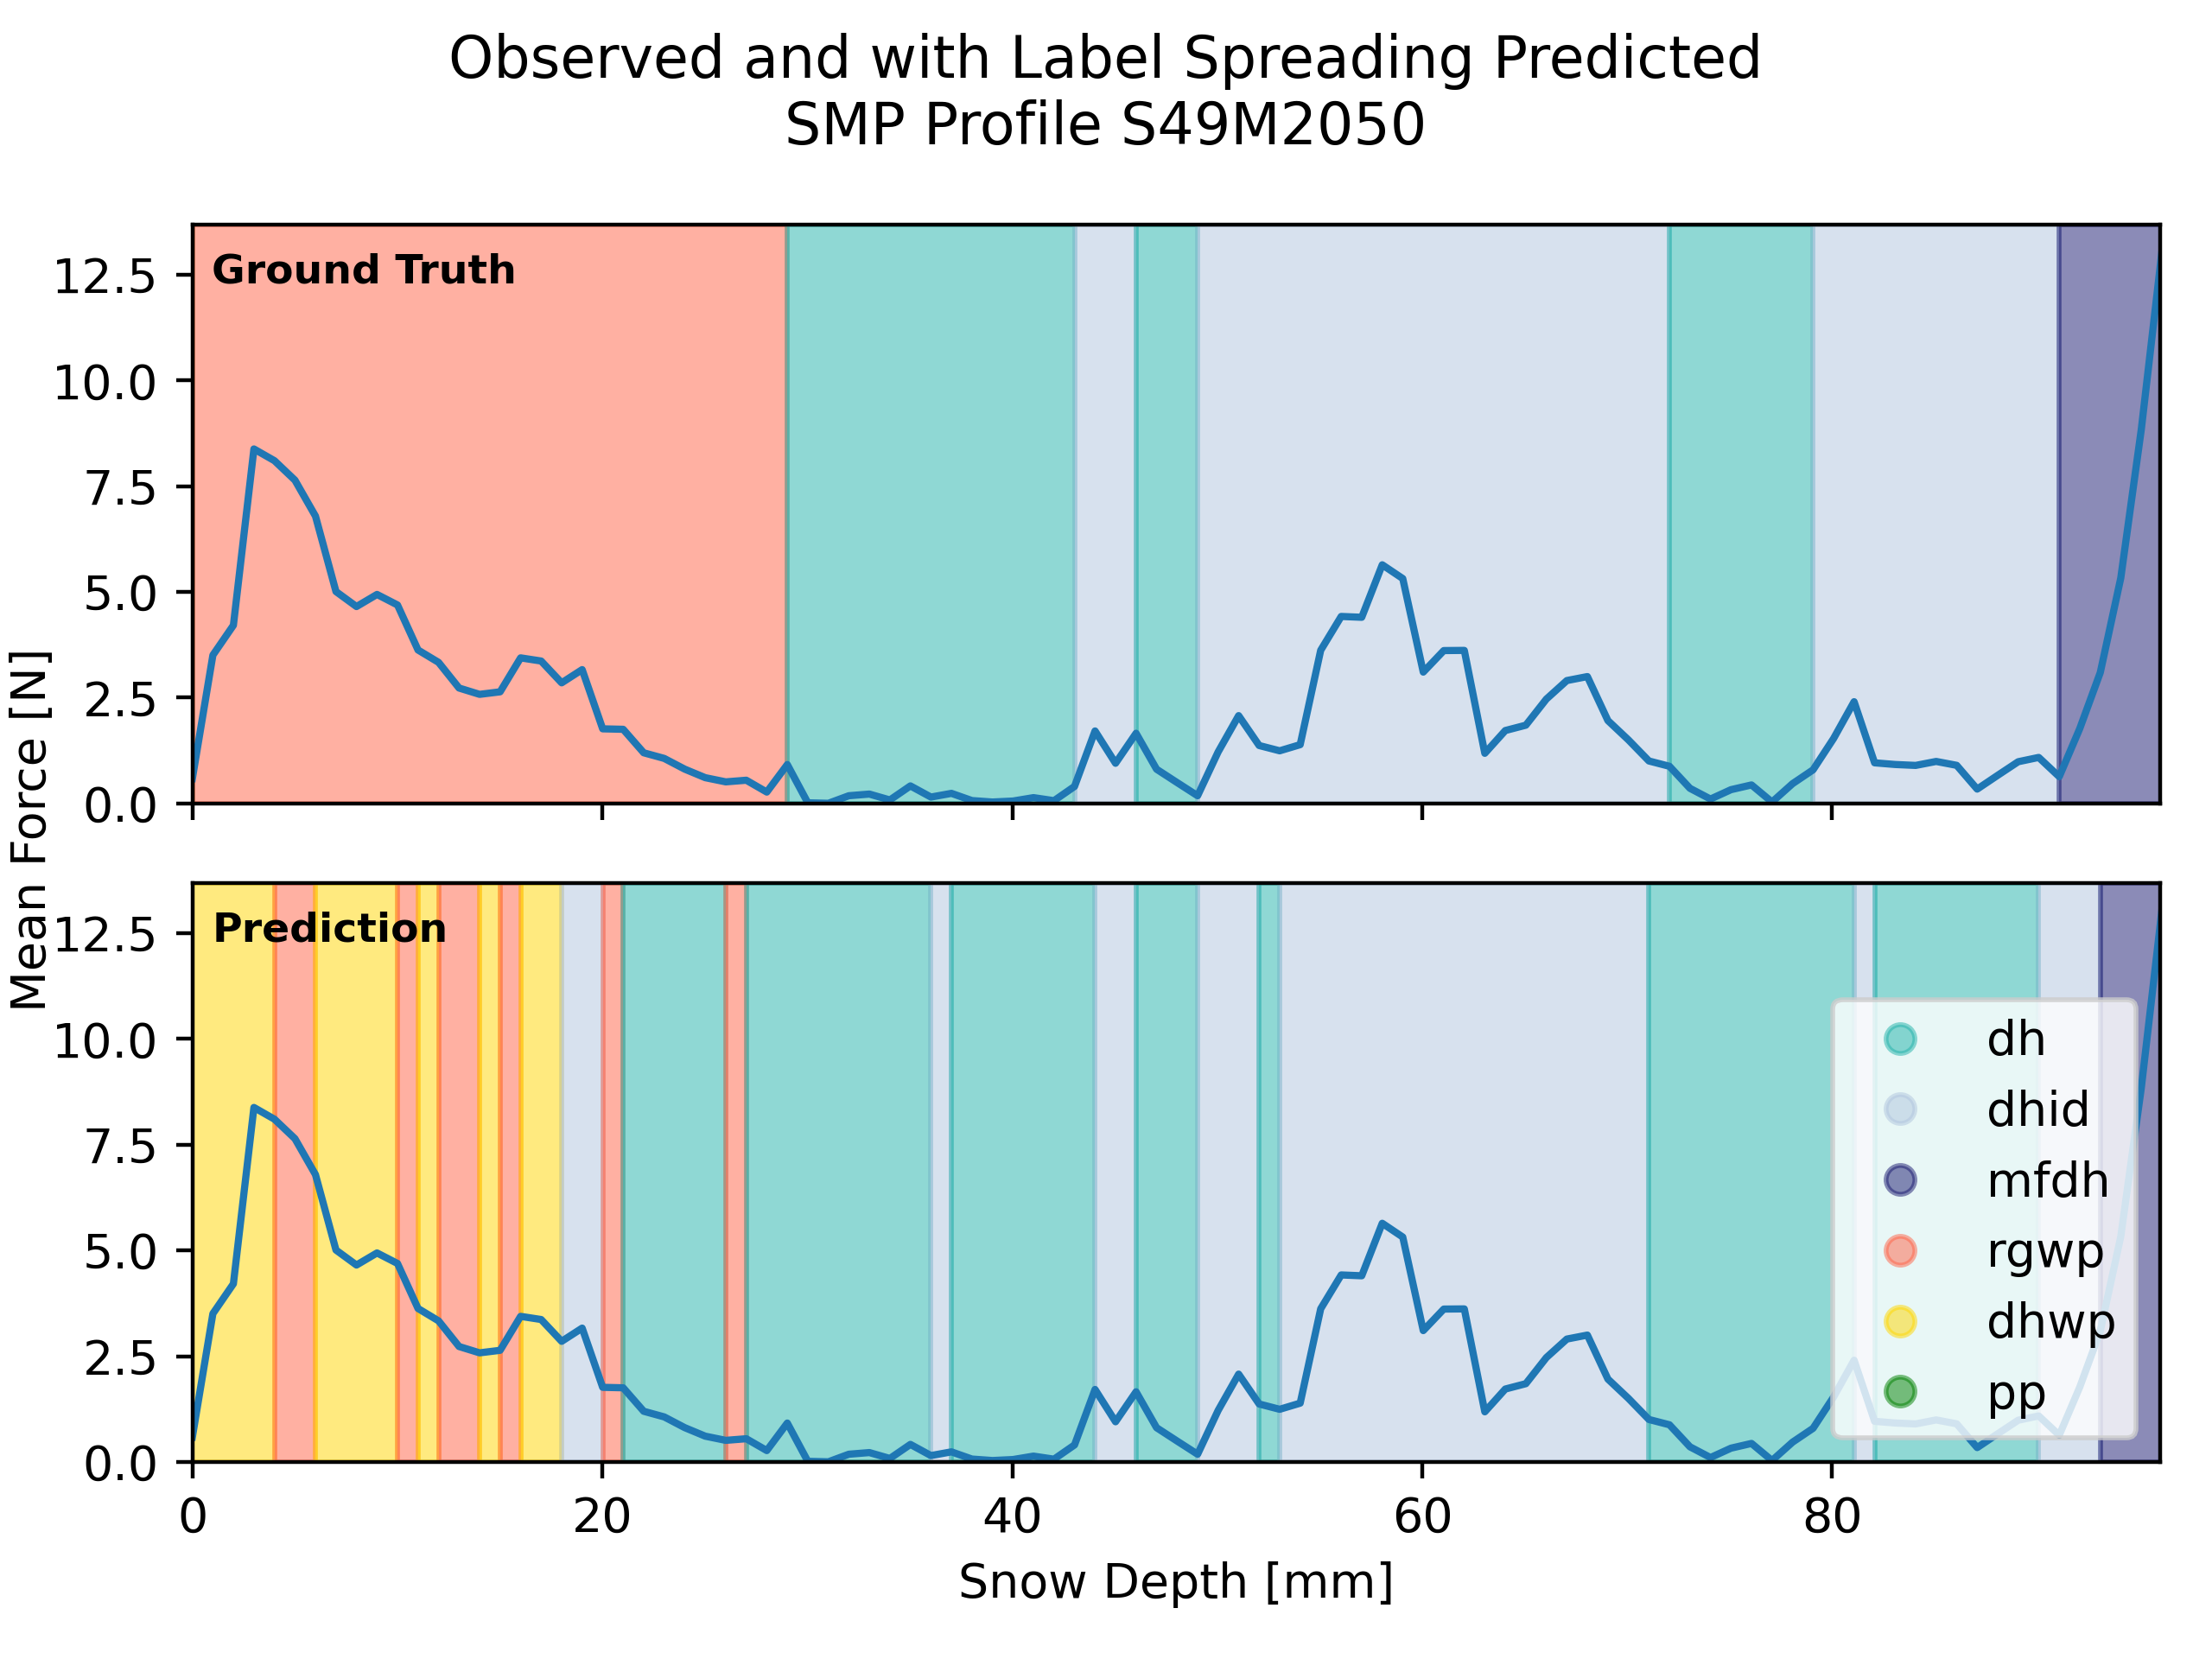 Observed and with Label Spreading Predicted
SMP Profile S49M2050
Mean Force [N]
Ground Truth
12.5
10.0
7.5
5.0
2.5
0.0
Prediction
12.5
10.0
7.5
5.0
2.5
0.0
dh
dhid
mfdh
rgwp
dhwp
pp
0 20 40 60 80
Snow Depth [mm]